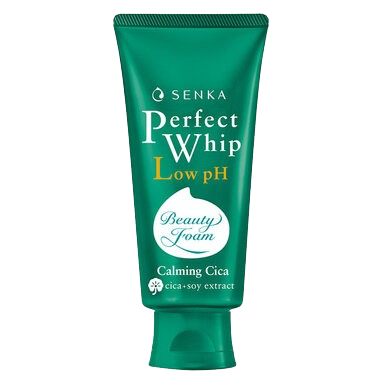 SENKA
Perfect
Whip
Low pH
Beauty
Foam
Calming Cica
cica+soy extract